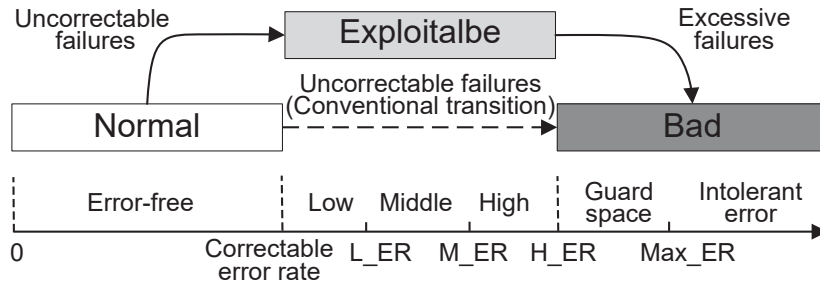 Uncorrectable
failures
Exploitalbe
Excessive
failures
Uncorrectable failures
(Conventional transition)
Normal
Bad
Error-free
Low
Middle
High
Guard
space
Intolerant
error
0
Correctable
error rate
L_ER
M_ER
H_ER
Max_ER